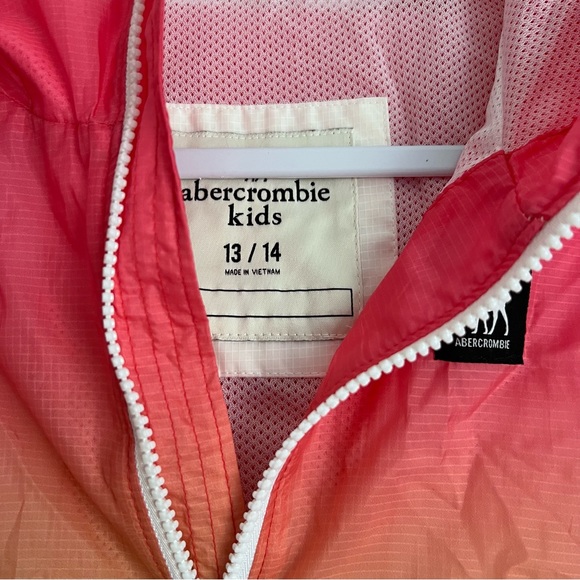 abercrombie
kids
13 / 14
MADE IN VIETNAM
ABERCROMBIE